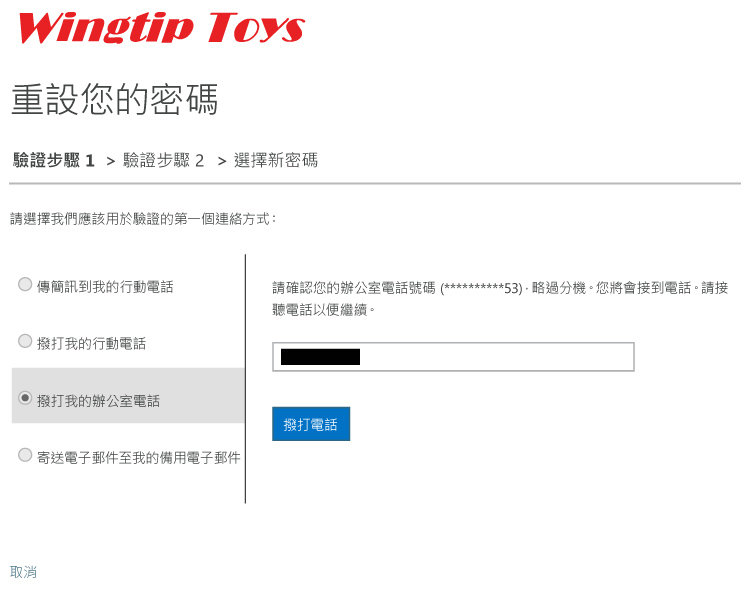 Wingtip Toys
重設您的密碼
驗證步驟 1 > 驗證步驟 2 > 選擇新密碼
請選擇我們應該用於驗證的第一個連絡方式：
傳簡訊到我的行動電話
撥打我的行動電話
撥打我的辦公室電話
寄送電子郵件至我的備用電子郵件
請確認您的辦公室電話號碼 (**********53)，略過分機。您將會接到電話。請接
聽電話以便繼續。
撥打電話
取消